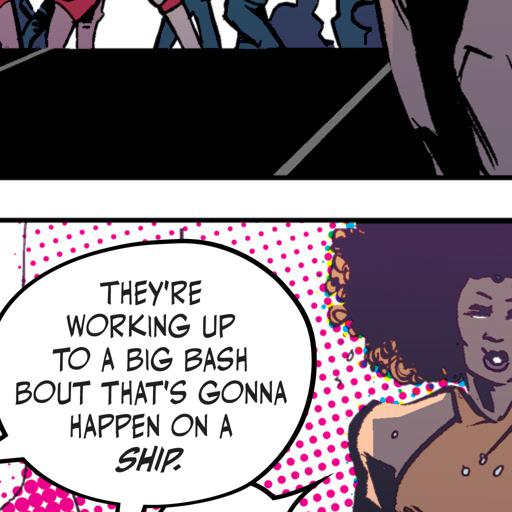 THEY'RE
WORKING UP
TO A BIG BASH
BOUT THAT'S GONNA
HAPPEN ON A
SHIP.